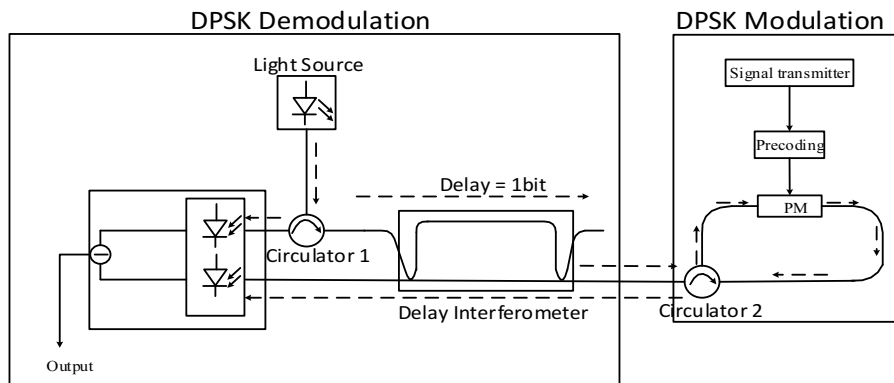 DPSK Demodulation
DPSK Modulation
Light Source
Signal transmitter
Precoding
Delay = 1bit
PM
Circulator 1
Delay Interferometer
Circulator 2
Output